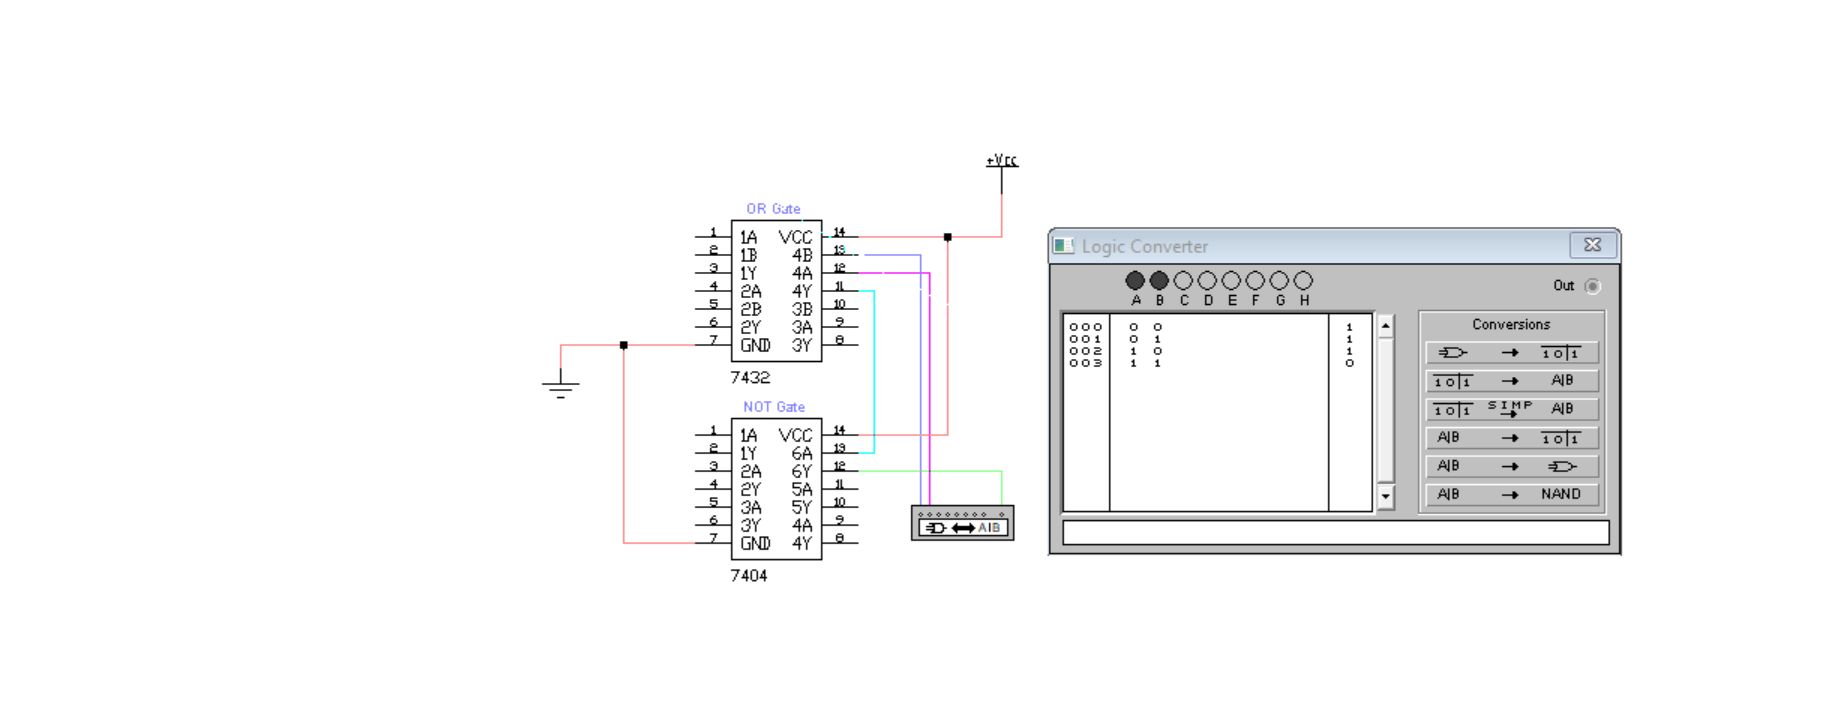 +Vcc
OR Gate
1 1A VCC 14
2 1B 4B 13
3 1Y 4A 12
4 2A 4Y 11
5 2B 3B 10
6 2Y 3A 9
7 GND 3Y 8
7432
NOT Gate
1 1A VCC 14
2 1Y 6A 13
3 2A 6Y 12
4 2Y 5A 11
5 3A 5Y 10
6 3Y 4A 9
7 GND 4Y 8
7404
A|B
Logic Converter
A B C D E F G H
Out
000 0 0 1
001 0 1 1
002 1 0 1
003 1 1 0
Conversions
→ 1 0|1
1 0|1 → A|B
1 0|1 SIMP → A|B
A|B → 1 0|1
A|B →
A|B → NAND